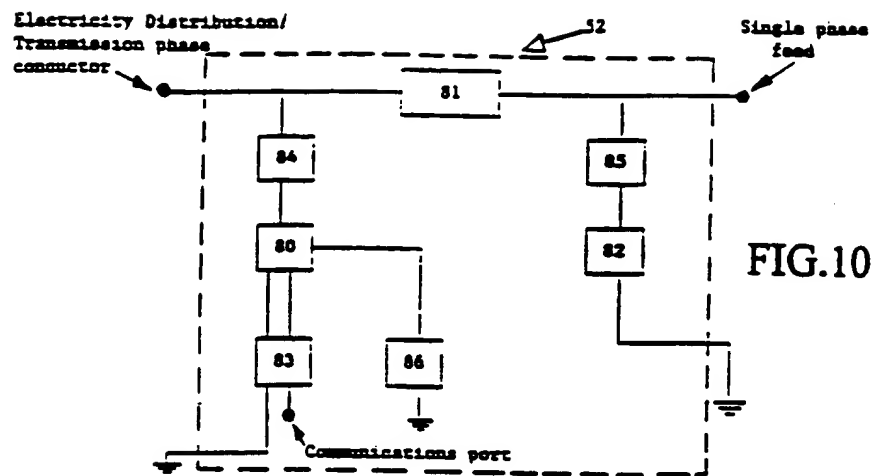 Electricity Distribution/
Transmission phase
conductor
52
Single phase
feed
81
84
85
80
82
FIG.10
83
86
Communications port